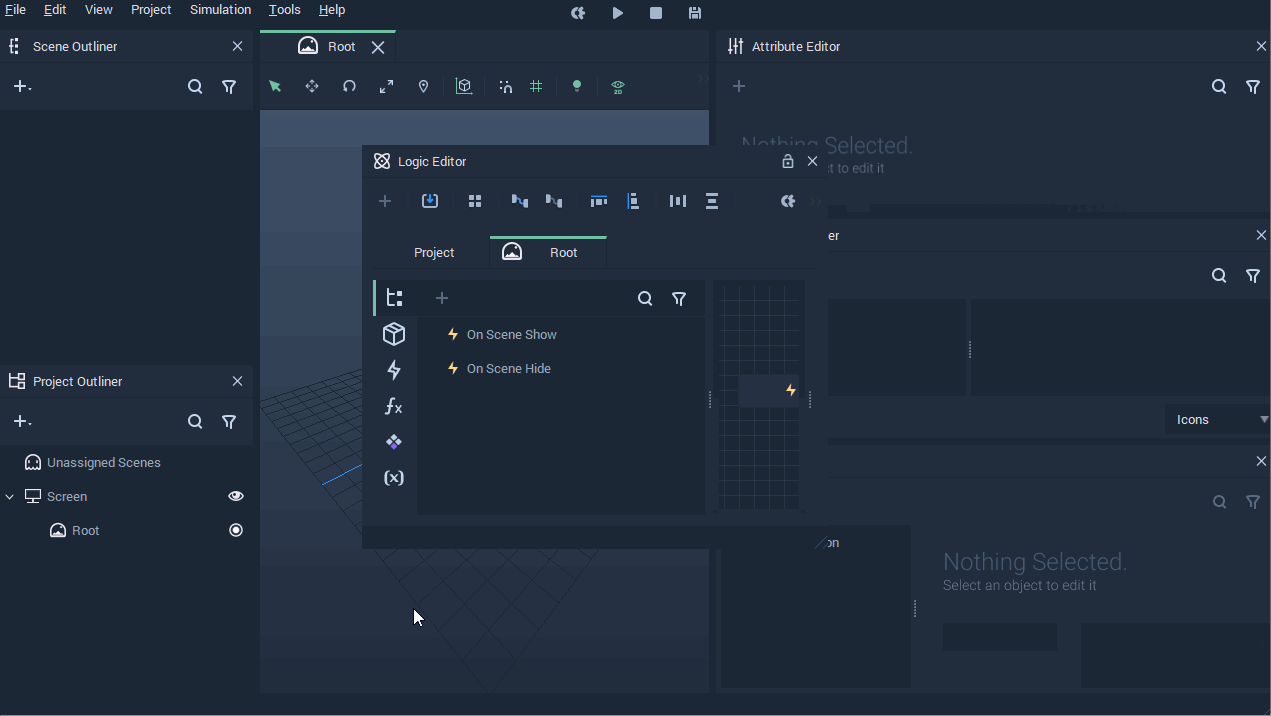 File Edit View Project Simulation Tools Help
Scene Outliner
Root
Attribute Editor
2D
Nothing Selected.
t to edit it
Logic Editor
Project
Root
er
On Scene Show
On Scene Hide
fx
(x)
Icons
Project Outliner
Unassigned Scenes
Screen
Root
on
Nothing Selected.
Select an object to edit it